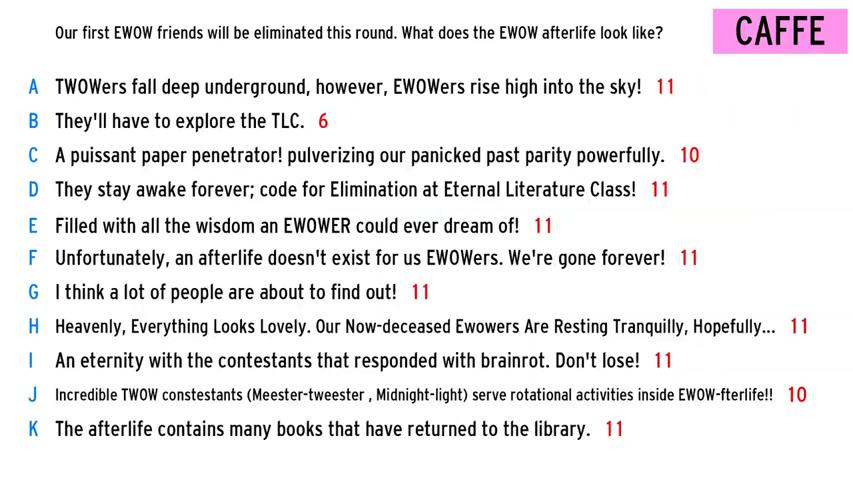 Our first EWOW friends will be eliminated this round. What does the EWOW afterlife look like?
CAFFE
A TWOWers fall deep underground, however, EWOWers rise high into the sky! 11
B They'll have to explore the TLC. 6
C A puissant paper penetrator! pulverizing our panicked past parity powerfully. 10
D They stay awake forever; code for Elimination at Eternal Literature Class! 11
E Filled with all the wisdom an EWOWER could ever dream of! 11
F Unfortunately, an afterlife doesn't exist for us EWOWers. We're gone forever! 11
G I think a lot of people are about to find out! 11
H Heavenly, Everything Looks Lovely. Our Now-deceased Ewowers Are Resting Tranquilly, Hopefully... 11
I An eternity with the contestants that responded with brainrot. Don't lose! 11
J Incredible TWOW constestants (Meester-tweester , Midnight-light) serve rotational activities inside EWOW-fterlife!! 10
K The afterlife contains many books that have returned to the library. 11